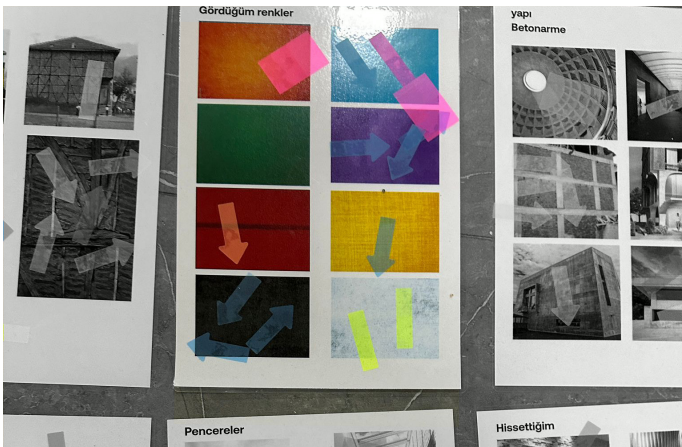 Gördüğüm renkler
yapı
Betonarme
Pencereler
Hissettiğim